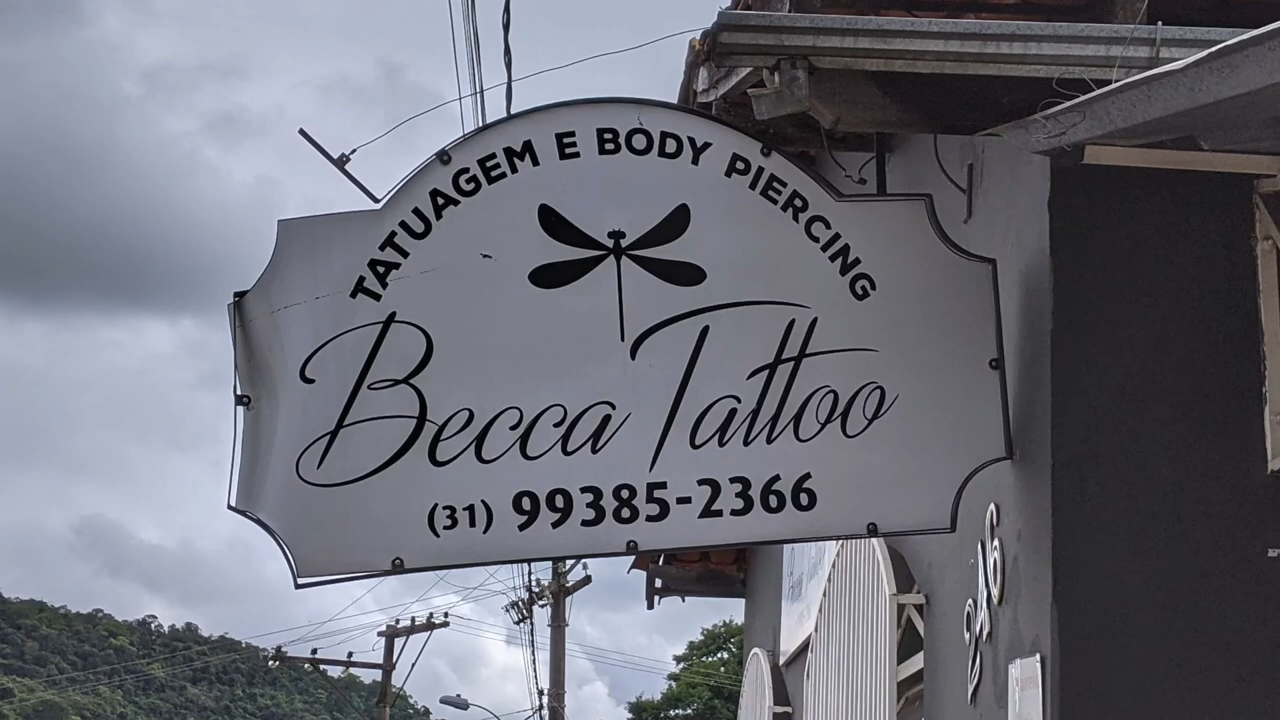 TATUAGEM E BODY PIERCING
Becca Tattoo
(31) 99385-2366
246